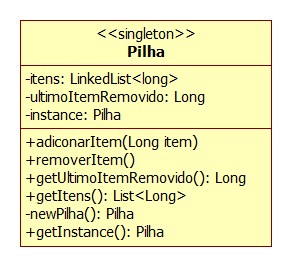 <<singleton>>
Pilha
-itens: LinkedList<long>
-ultimoItemRemovido: Long
-instance: Pilha
+adiconarItem(Long item)
+removerItem()
+getUltimoItemRemovido(): Long
+getItens(): List<Long>
-newPilha(): Pilha
+getInstance(): Pilha